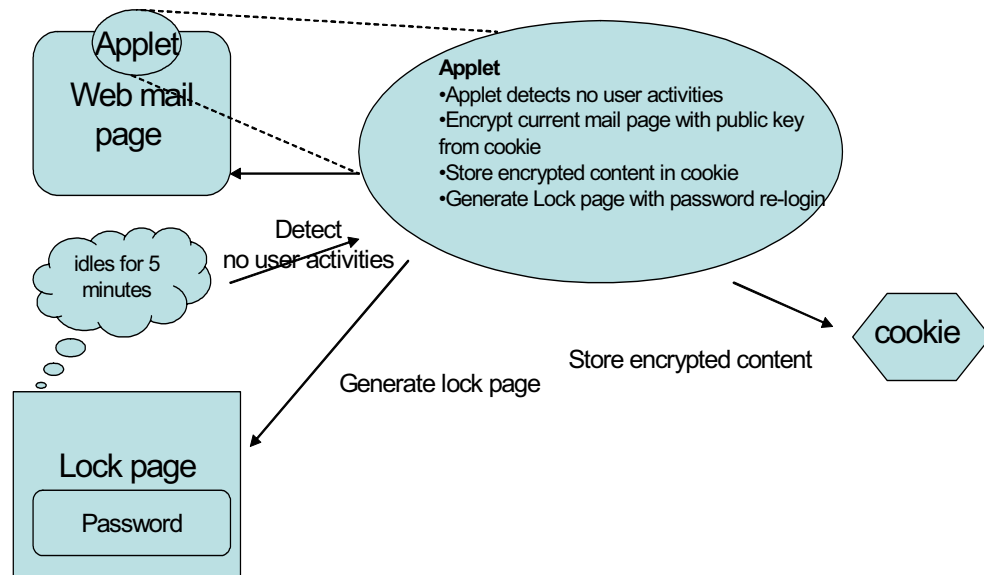 Applet
Web mail
page
Applet
•Applet detects no user activities
•Encrypt current mail page with public key
from cookie
•Store encrypted content in cookie
•Generate Lock page with password re-login
Detect
no user activities
idles for 5
minutes
cookie
Store encrypted content
Generate lock page
Lock page
Password